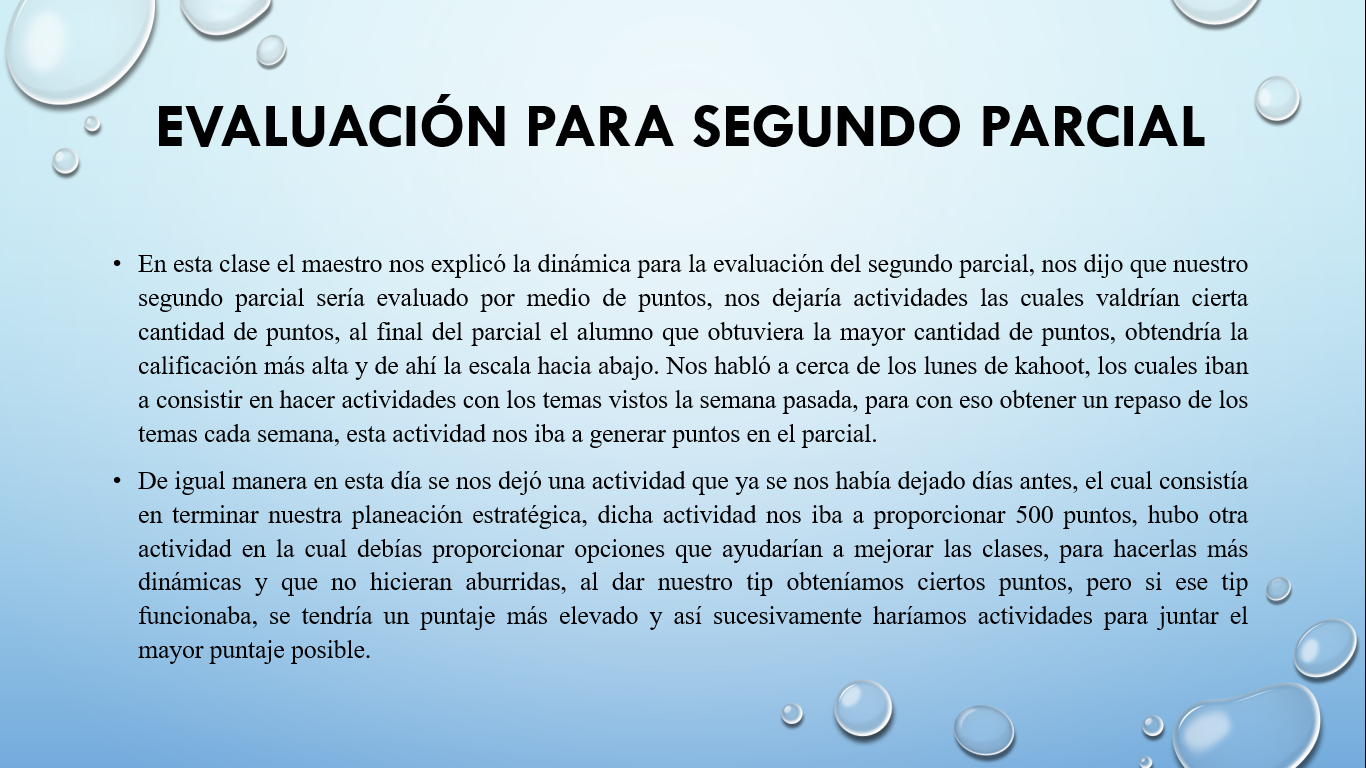 EVALUACIÓN PARA SEGUNDO PARCIAL
• En esta clase el maestro nos explicó la dinámica para la evaluación del segundo parcial, nos dijo que nuestro
segundo parcial sería evaluado por medio de puntos, nos dejaría actividades las cuales valdrían cierta
cantidad de puntos, al final del parcial el alumno que obtuviera la mayor cantidad de puntos, obtendría la
calificación más alta y de ahí la escala hacia abajo. Nos habló a cerca de los lunes de kahoot, los cuales iban
a consistir en hacer actividades con los temas vistos la semana pasada, para con eso obtener un repaso de los
temas cada semana, esta actividad nos iba a generar puntos en el parcial.
• De igual manera en esta día se nos dejó una actividad que ya se nos había dejado días antes, el cual consistía
en terminar nuestra planeación estratégica, dicha actividad nos iba a proporcionar 500 puntos, hubo otra
actividad en la cual debías proporcionar opciones que ayudarían a mejorar las clases, para hacerlas más
dinámicas y que no hicieran aburridas, al dar nuestro tip obteníamos ciertos puntos, pero si ese tip
funcionaba, se tendría un puntaje más elevado y así sucesivamente haríamos actividades para juntar el
mayor puntaje posible.